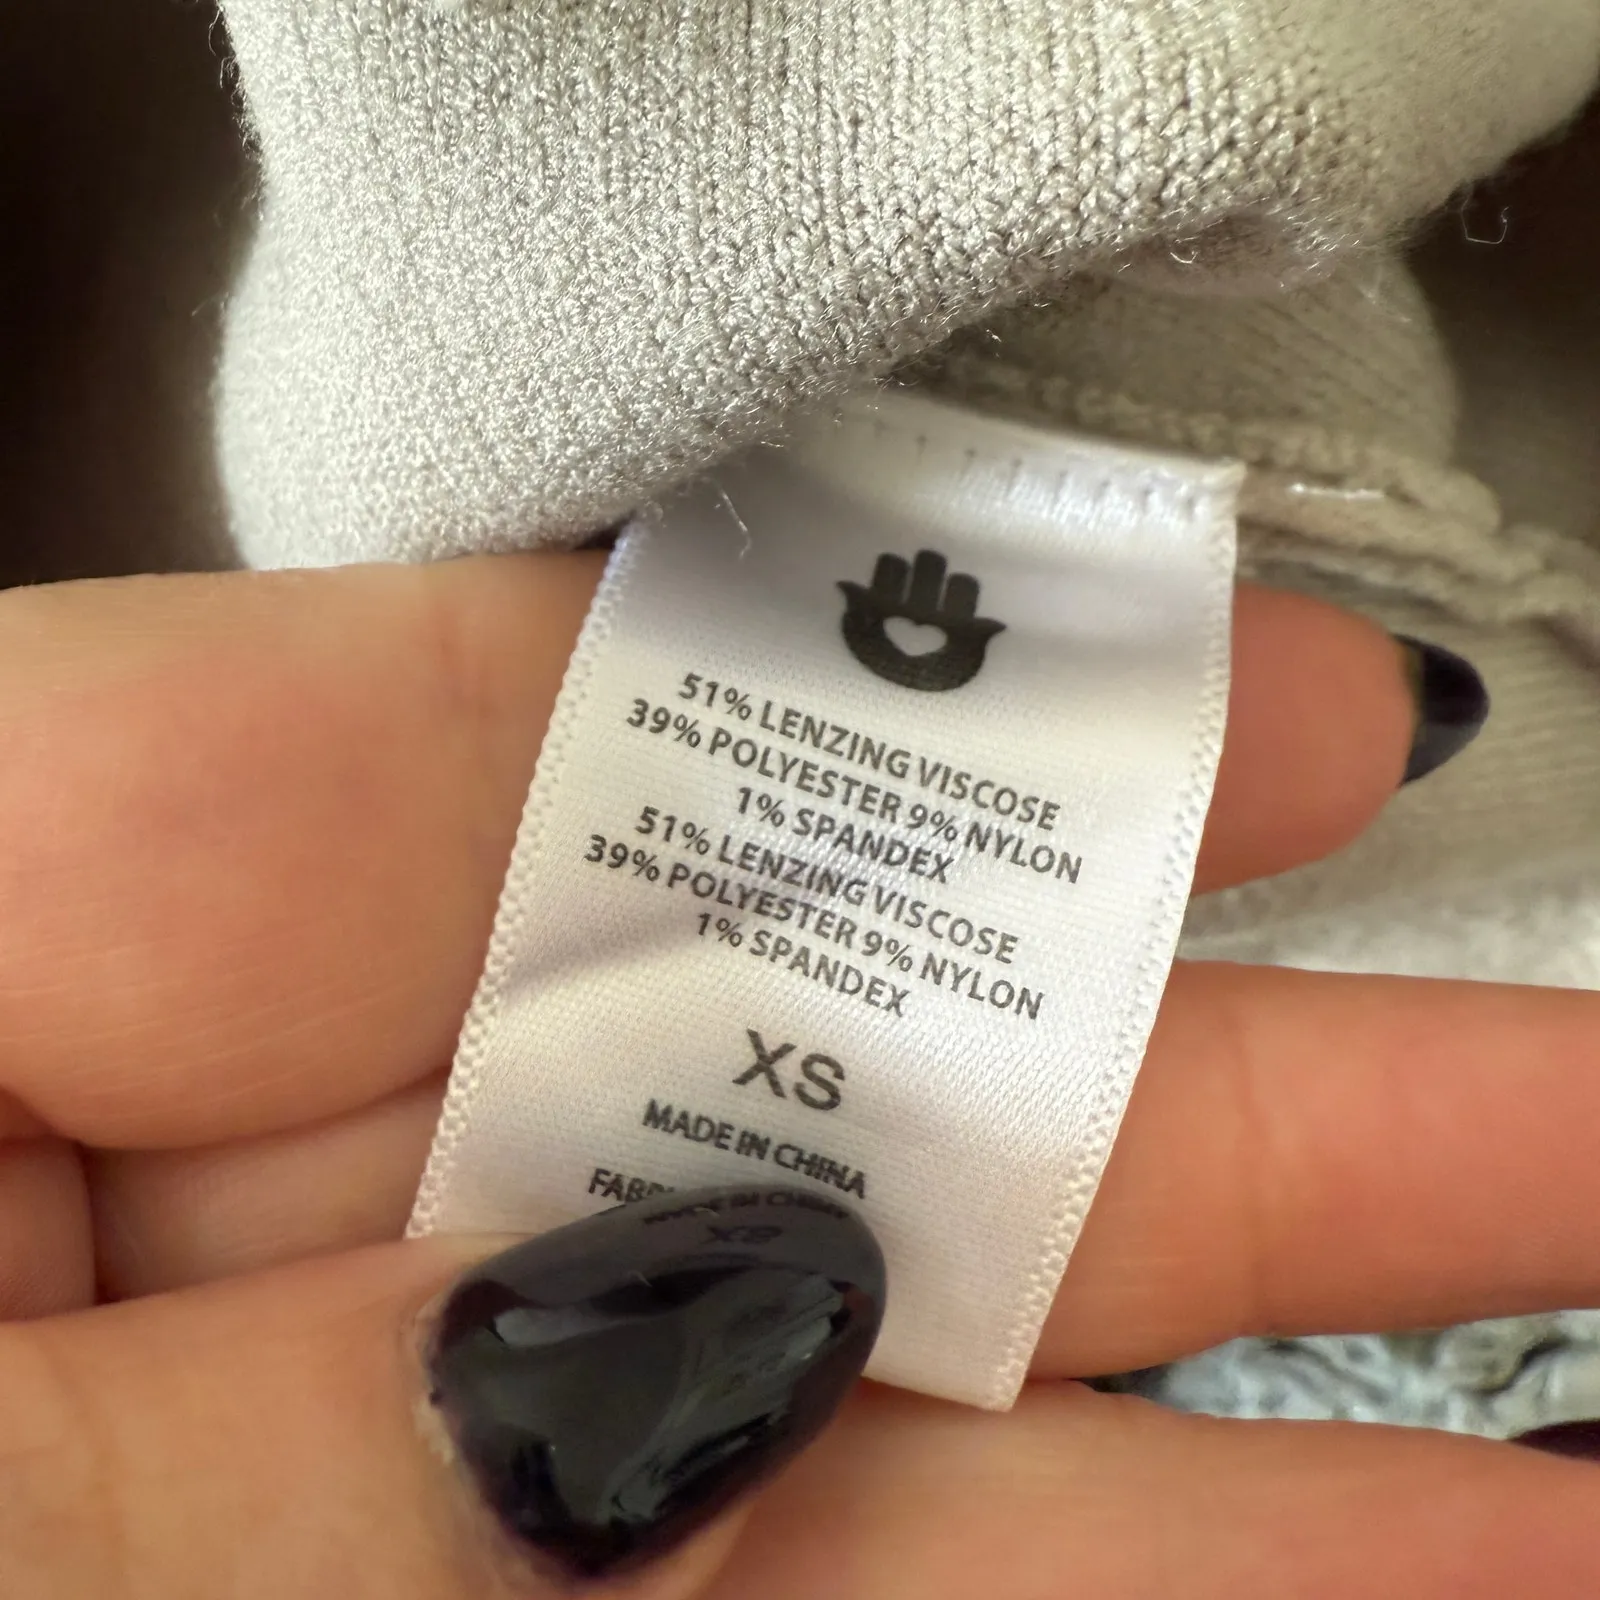 51% LENZING VISCOSE
39% POLYESTER 9% NYLON
1% SPANDEX
51% LENZING VISCOSE
39% POLYESTER 9% NYLON
1% SPANDEX
XS
MADE IN CHINA